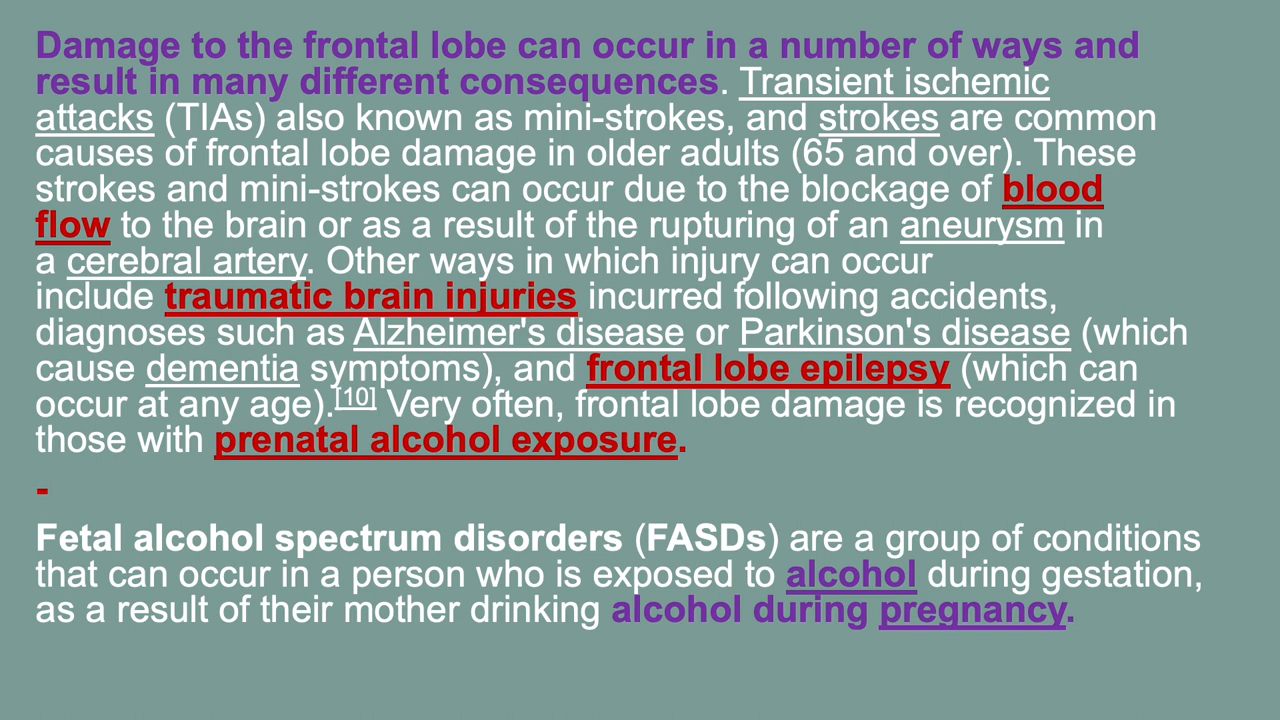 Damage to the frontal lobe can occur in a number of ways and
result in many different consequences. Transient ischemic
attacks (TIAs) also known as mini-strokes, and strokes are common
causes of frontal lobe damage in older adults (65 and over). These
strokes and mini-strokes can occur due to the blockage of blood
flow to the brain or as a result of the rupturing of an aneurysm in
a cerebral artery. Other ways in which injury can occur
include traumatic brain injuries incurred following accidents,
diagnoses such as Alzheimer's disease or Parkinson's disease (which
cause dementia symptoms), and frontal lobe epilepsy (which can
occur at any age).[10] Very often, frontal lobe damage is recognized in
those with prenatal alcohol exposure.
-
Fetal alcohol spectrum disorders (FASDs) are a group of conditions
that can occur in a person who is exposed to alcohol during gestation,
as a result of their mother drinking alcohol during pregnancy.